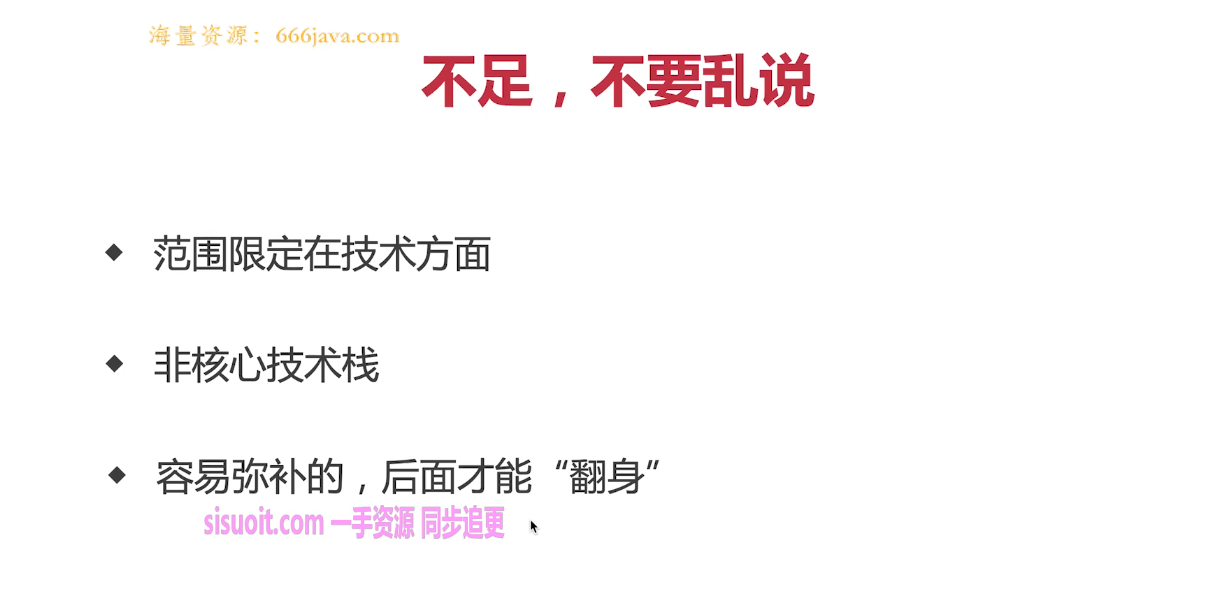 海量资源：666java.com
不足，不要乱说
◆ 范围限定在技术方面
◆ 非核心技术栈
◆ 容易弥补的，后面才能“翻身”
sisuoit.com 一手资源 同步追更